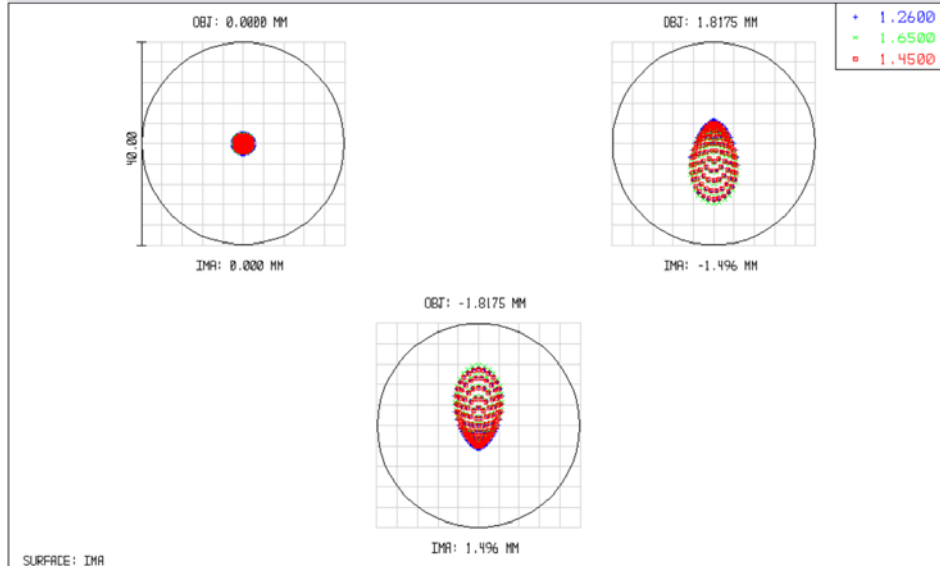 OBJ: 0.0000 MM
OBJ: 1.8175 MM
+ 1.2600
× 1.6500
¤ 1.4500
40.00
IMA: 0.000 MM
IMA: -1.496 MM
OBJ: -1.8175 MM
IMA: 1.496 MM
SURFACE: IMA